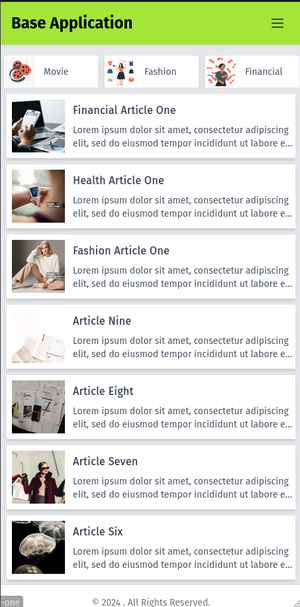 Base Application
Movie
Fashion
Financial
Financial Article One
Lorem ipsum dolor sit amet, consectetur adipiscing
elit, sed do eiusmod tempor incididunt ut labore e...
Health Article One
Lorem ipsum dolor sit amet, consectetur adipiscing
elit, sed do eiusmod tempor incididunt ut labore e...
Fashion Article One
Lorem ipsum dolor sit amet, consectetur adipiscing
elit, sed do eiusmod tempor incididunt ut labore e...
Article Nine
Lorem ipsum dolor sit amet, consectetur adipiscing
elit, sed do eiusmod tempor incididunt ut labore e...
Article Eight
Lorem ipsum dolor sit amet, consectetur adipiscing
elit, sed do eiusmod tempor incididunt ut labore e...
Article Seven
Lorem ipsum dolor sit amet, consectetur adipiscing
elit, sed do eiusmod tempor incididunt ut labore e...
Article Six
Lorem ipsum dolor sit amet, consectetur adipiscing
elit, sed do eiusmod tempor incididunt ut labore e...
-one
© 2024 . All Rights Reserved.